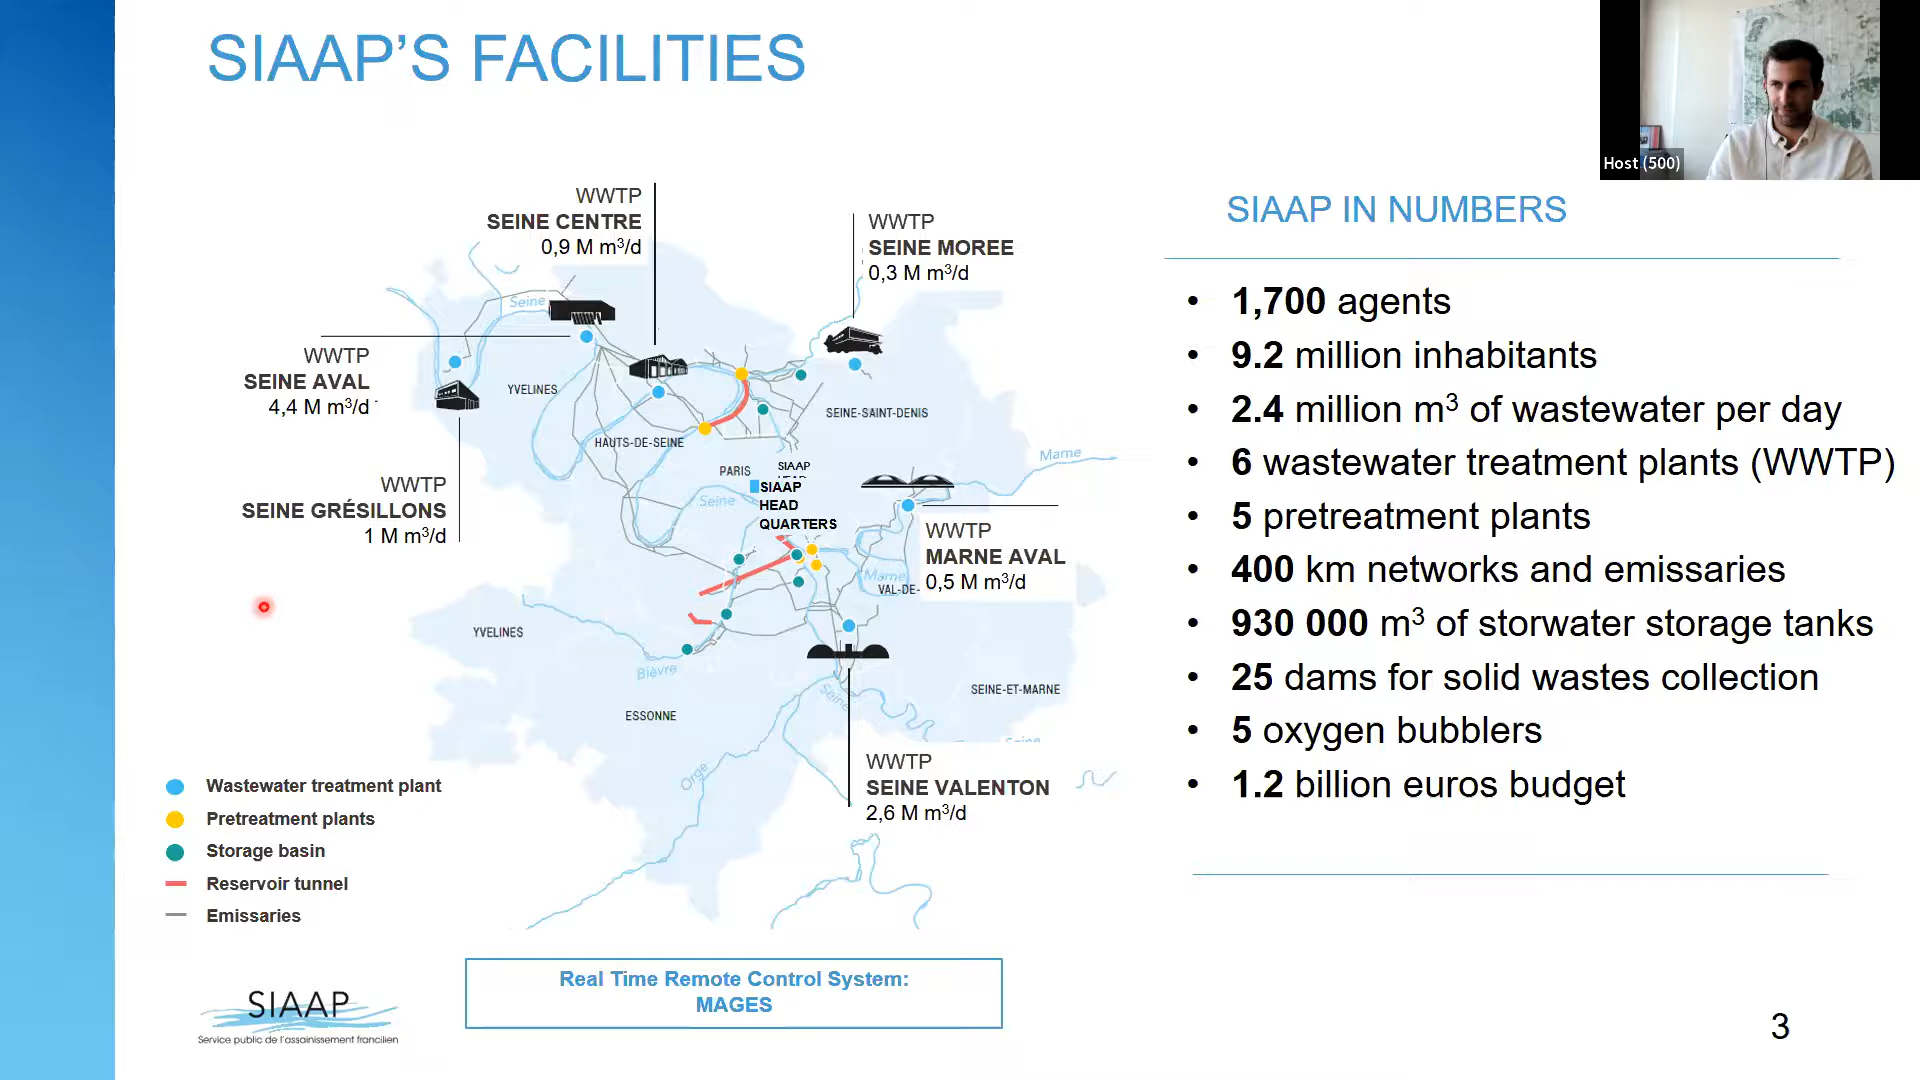 SIAAP'S FACILITIES
Host (500)
WWTP
SEINE CENTRE
0,9 M m³/d
WWTP
SEINE MOREE
0,3 M m³/d
Seine
WWTP
SEINE AVAL
4,4 M m³/d
YVELINES
SEINE-SAINT-DENIS
HAUTS-DE-SEINE
Marne
PARIS
SIAAP
Seine
SIAAP
HEAD
QUARTERS
WWTP
SEINE GRÉSILLONS
1 M m³/d
WWTP
MARNE AVAL
0,5 M m³/d
Marne
VAL-DE-
YVELINES
Bièvre
Seine
SEINE-ET-MARNE
ESSONNE
Seine
Orge
WWTP
SEINE VALENTON
2,6 M m³/d
Wastewater treatment plant
Pretreatment plants
Storage basin
Reservoir tunnel
Emissaries
SIAAP
Service public de l'assainissement francilien
Real Time Remote Control System:
MAGES
SIAAP IN NUMBERS
• 1,700 agents
• 9.2 million inhabitants
• 2.4 million m³ of wastewater per day
• 6 wastewater treatment plants (WWTP)
• 5 pretreatment plants
• 400 km networks and emissaries
• 930 000 m³ of storwater storage tanks
• 25 dams for solid wastes collection
• 5 oxygen bubblers
• 1.2 billion euros budget
3